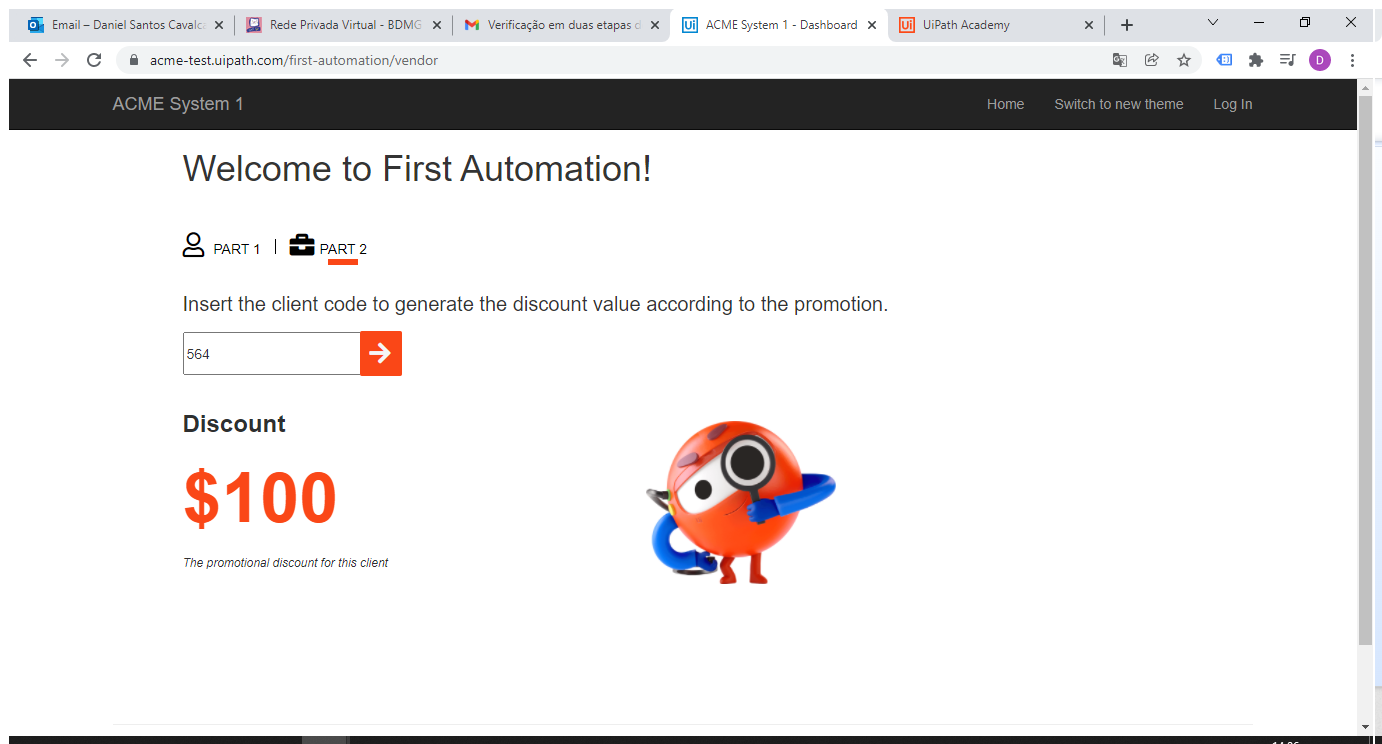 Email – Daniel Santos Cavalca
Rede Privada Virtual - BDMG
Verificação em duas etapas d
Ui ACME System 1 - Dashboard
Ui UiPath Academy
acme-test.uipath.com/first-automation/vendor
D
ACME System 1 Home Switch to new theme Log In
Welcome to First Automation!
PART 1 | PART 2
Insert the client code to generate the discount value according to the promotion.
564
Discount
$100
The promotional discount for this client